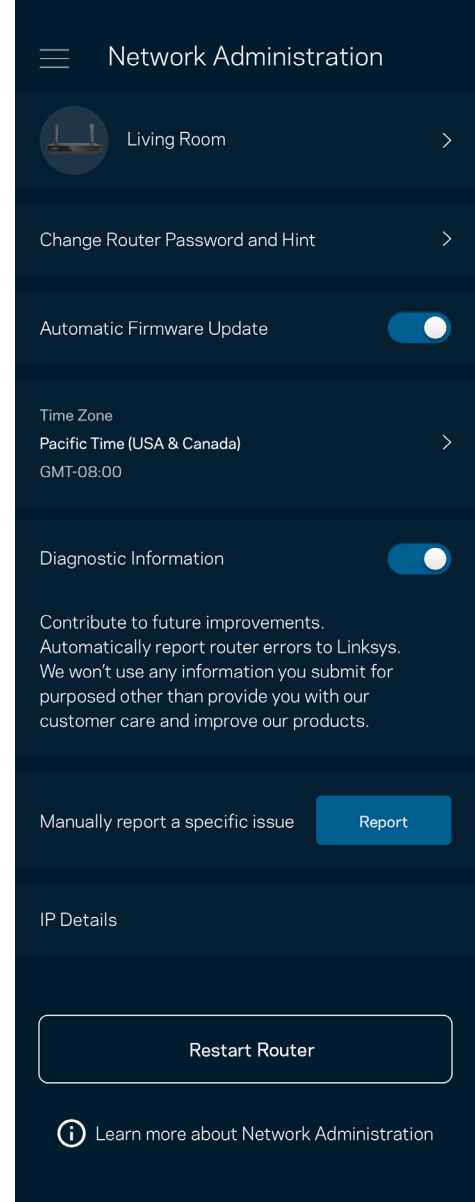 Network Administration
Living Room
Change Router Password and Hint
Automatic Firmware Update
Time Zone
Pacific Time (USA & Canada)
GMT-08:00
Diagnostic Information
Contribute to future improvements.
Automatically report router errors to Linksys.
We won't use any information you submit for
purposed other than provide you with our
customer care and improve our products.
Manually report a specific issue
Report
IP Details
Restart Router
Learn more about Network Administration